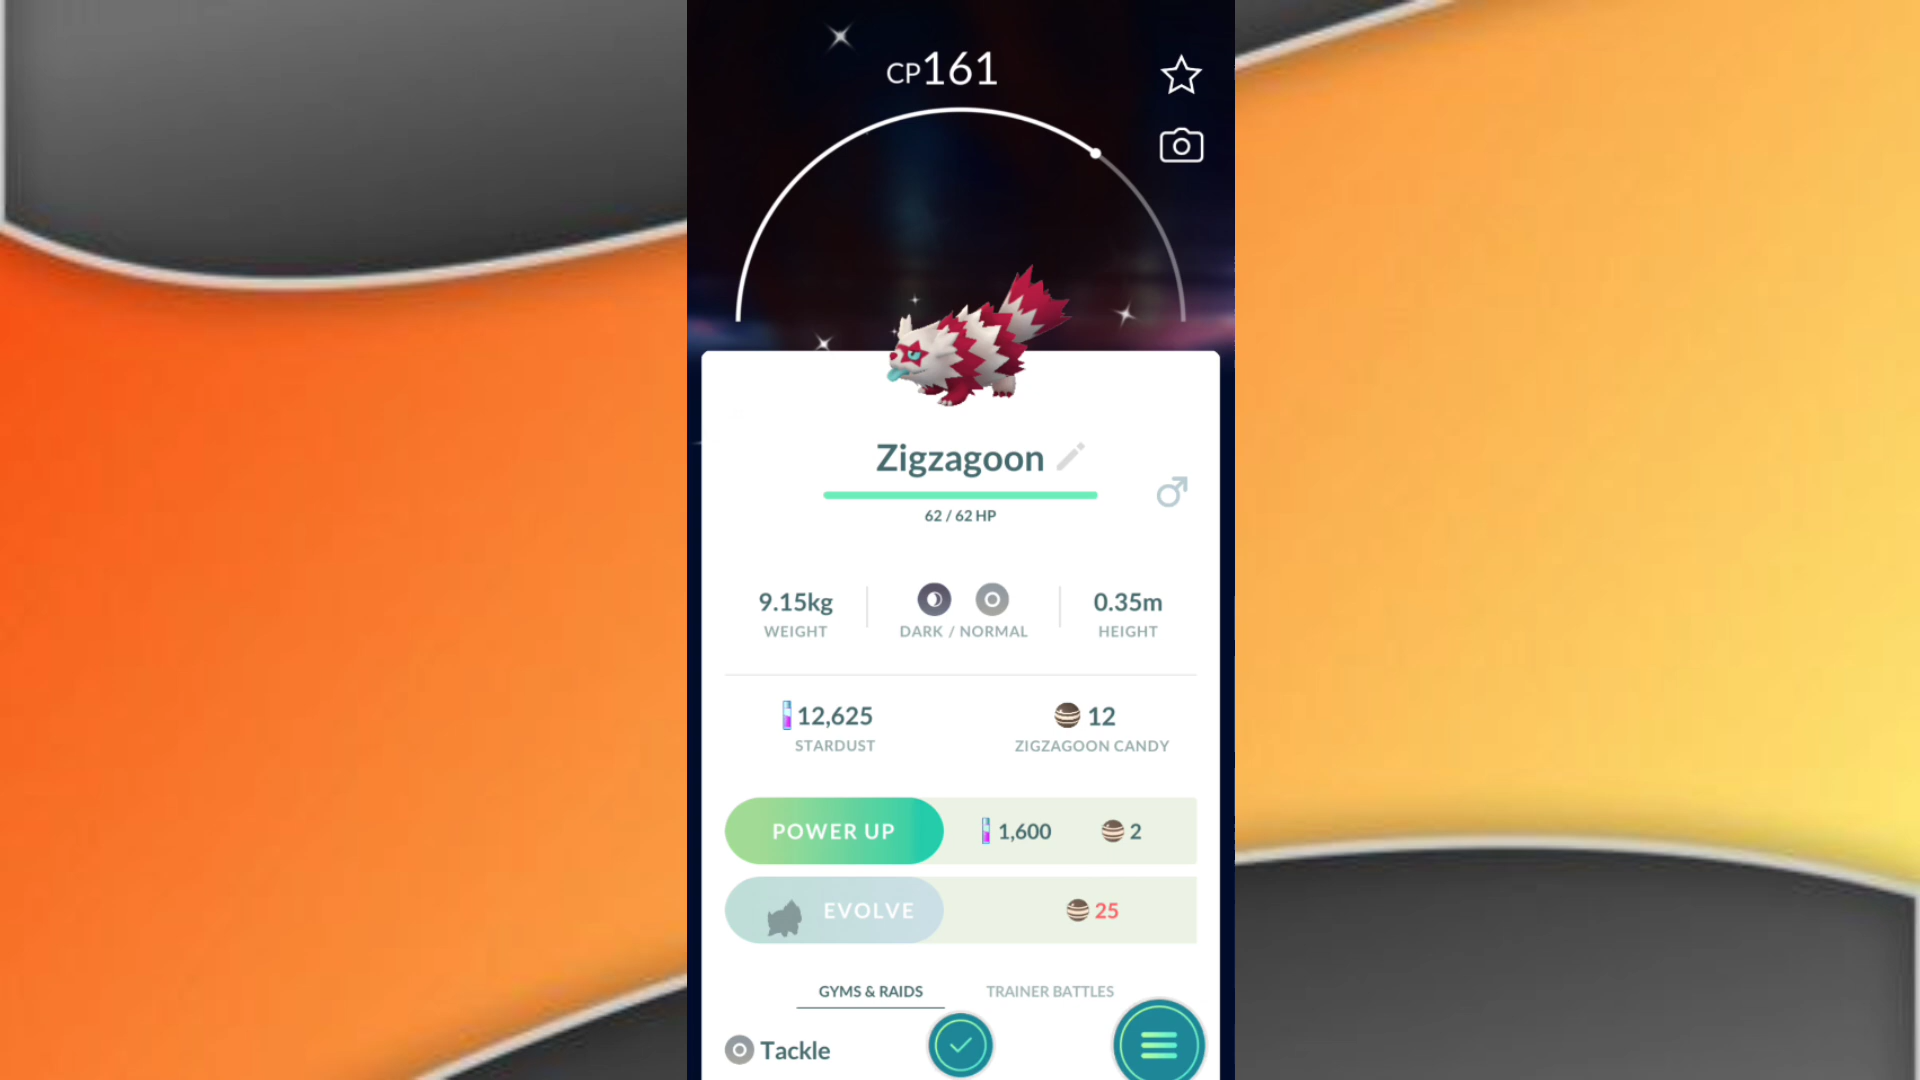 CP161
Zigzagoon
62 / 62 HP
9.15kg
WEIGHT
DARK / NORMAL
0.35m
HEIGHT
12,625
STARDUST
12
ZIGZAGOON CANDY
POWER UP 1,600 2
EVOLVE 25
GYMS & RAIDS TRAINER BATTLES
Tackle